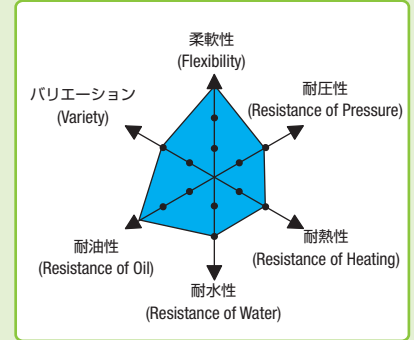 柔軟性
(Flexibility)
耐圧性
(Resistance of Pressure)
バリエーション
(Variety)
耐熱性
(Resistance of Heating)
耐油性
(Resistance of Oil)
耐水性
(Resistance of Water)